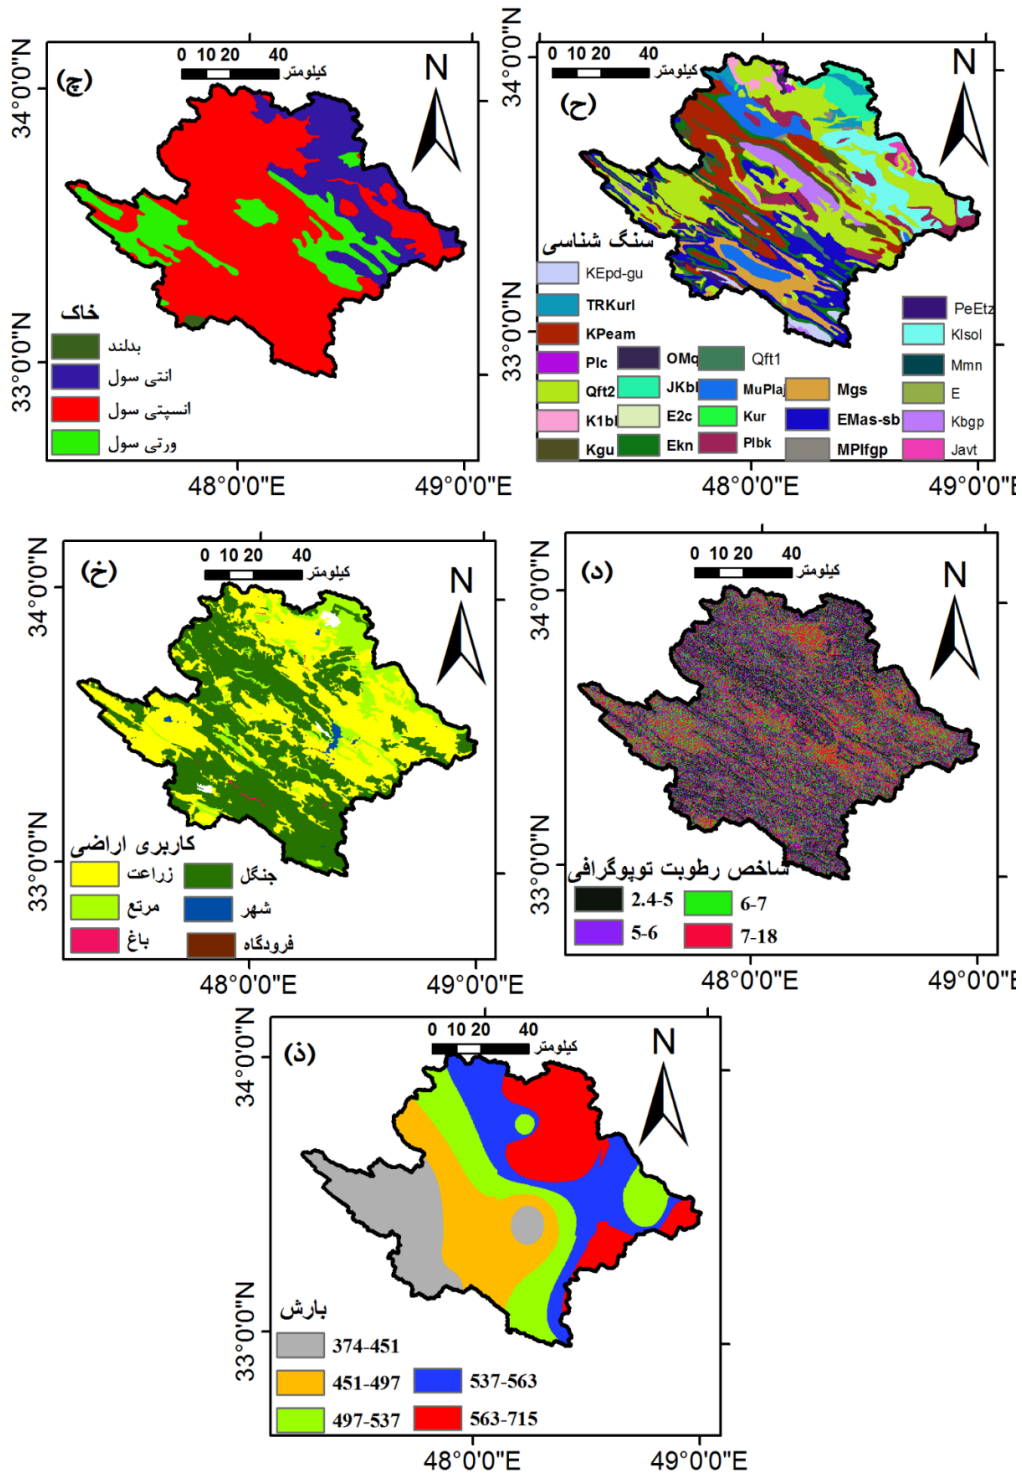 (چ)
0 10 20 40
کیلومتر
N
34°0'0"N
33°0'0"N
خاک
بدلند
انتی سول
انسپتی سول
ورتی سول
48°0'0"E
49°0'0"E
(ح)
0 10 20 40
کیلومتر
N
34°0'0"N
33°0'0"N
سنگ شناسی
KEpd-gu
TRKurl
KPeam
Plc
Qft2
K1bl
Kgu
OMq
JKbl
E2c
Ekn
Qft1
MuPlaj
Kur
Plbk
Mgs
EMas-sb
MPlfgp
PeEtz
Klsol
Mmn
E
Kbgp
Javt
48°0'0"E
49°0'0"E
(خ)
0 10 20 40
کیلومتر
N
34°0'0"N
33°0'0"N
کاربری اراضی
زراعت
مرتع
باغ
جنگل
شهر
فرودگاه
48°0'0"E
49°0'0"E
(د)
0 10 20 40
کیلومتر
N
34°0'0"N
33°0'0"N
شاخص رطوبت توپوگرافی
2.4-5
5-6
6-7
7-18
48°0'0"E
49°0'0"E
(ذ)
0 10 20 40
کیلومتر
N
34°0'0"N
33°0'0"N
بارش
374-451
451-497
497-537
537-563
563-715
48°0'0"E
49°0'0"E